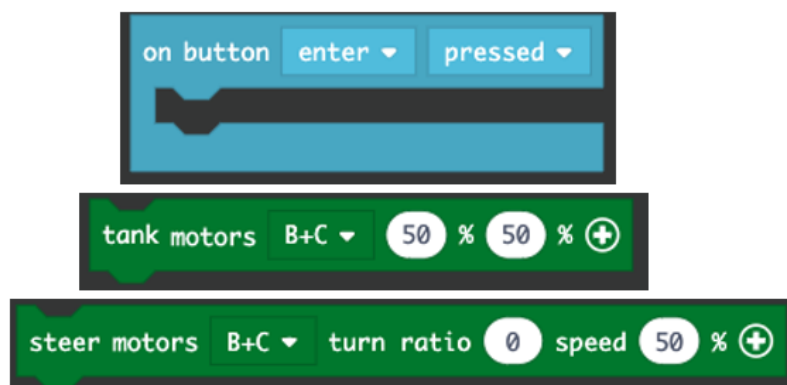 on button enter pressed
tank motors B+C 50 % 50 %
steer motors B+C turn ratio 0 speed 50 %